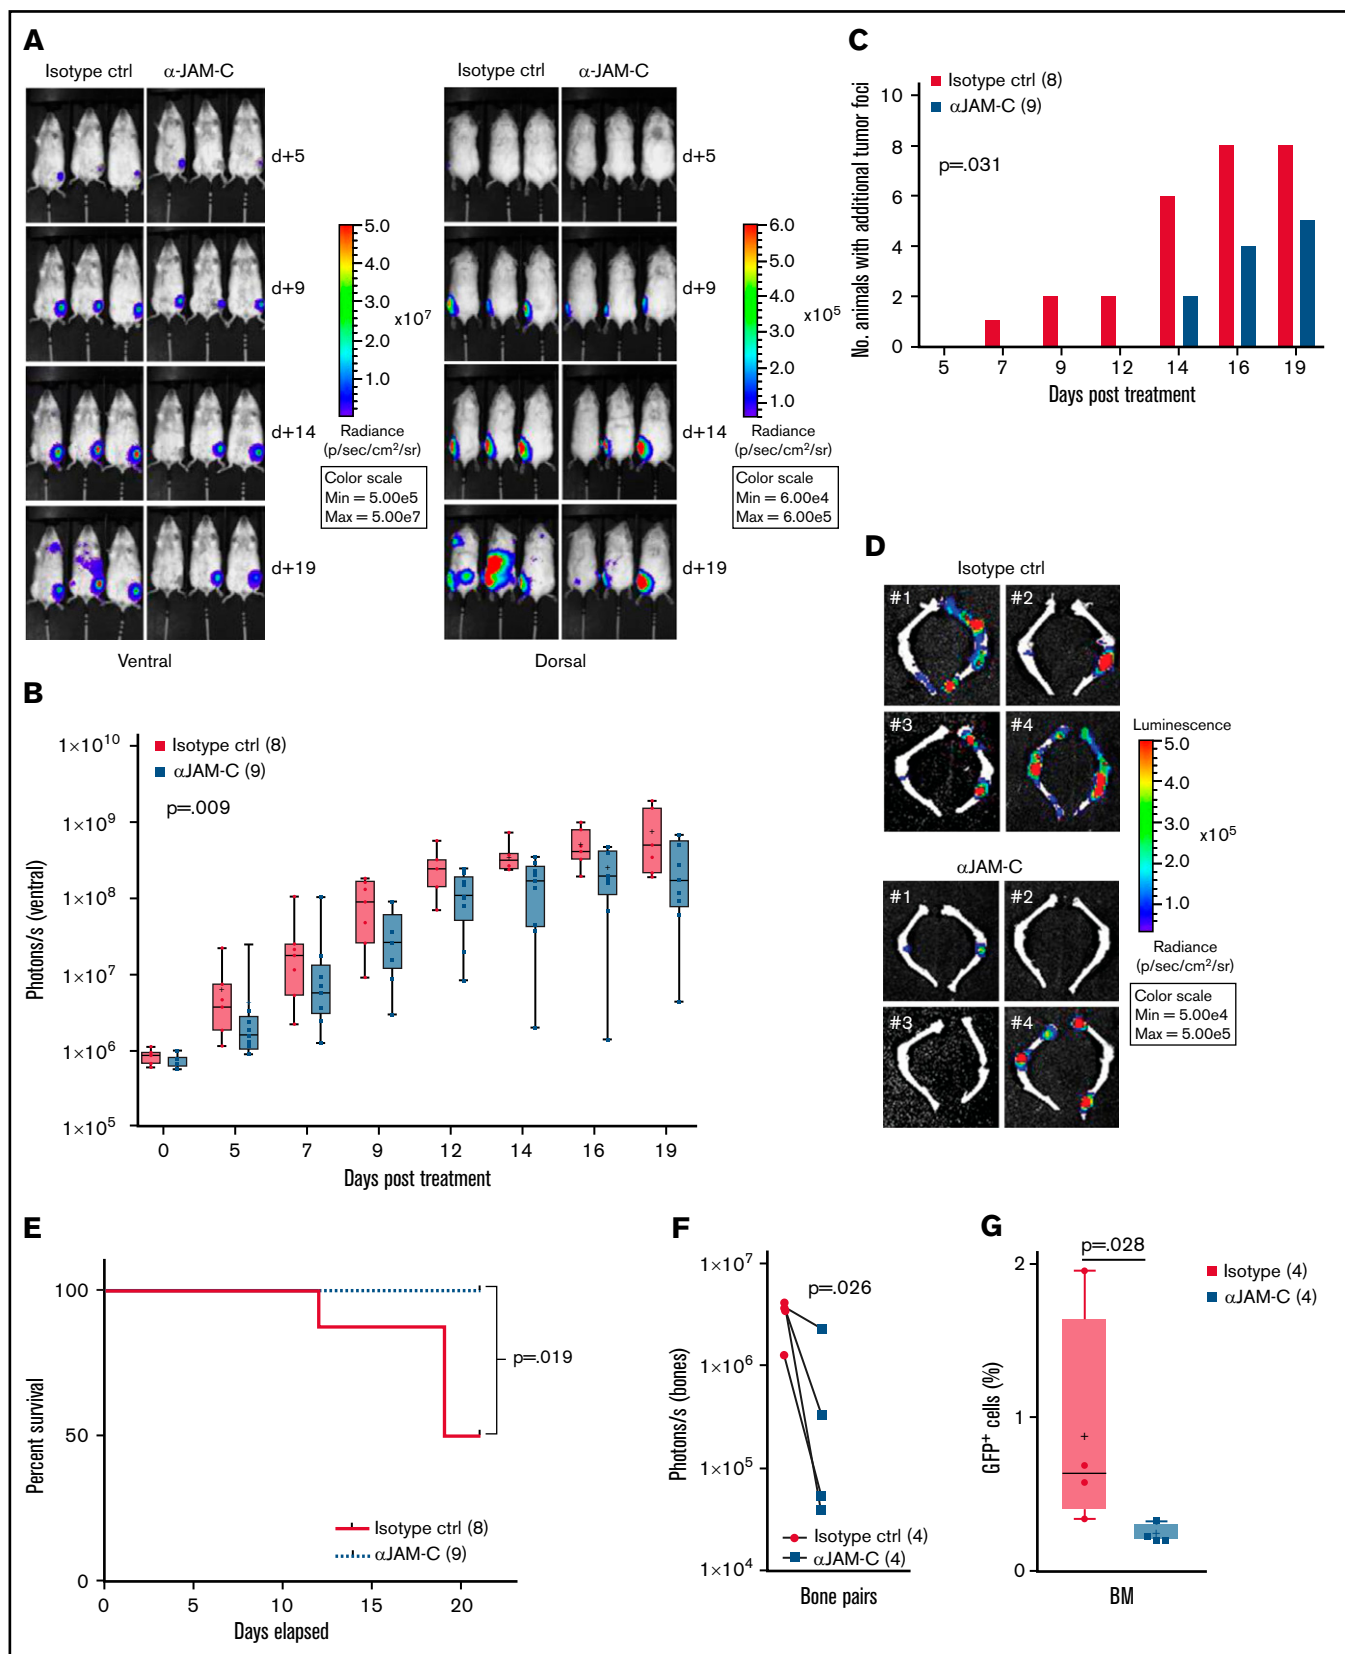 A
Isotype ctrl
α-JAM-C
Isotype ctrl
α-JAM-C
d+5
d+5
d+9
d+9
d+14
d+14
d+19
d+19
5.0
4.0
3.0
x10⁷
2.0
1.0
Radiance
(p/sec/cm²/sr)
Color scale
Min = 5.00e5
Max = 5.00e7
6.0
5.0
4.0
3.0
x10⁵
2.0
1.0
Radiance
(p/sec/cm²/sr)
Color scale
Min = 6.00e4
Max = 6.00e5
Ventral
Dorsal
B
Isotype ctrl (8)
αJAM-C (9)
p=.009
Photons/s (ventral)
1×10¹⁰
1×10⁹
1×10⁸
1×10⁷
1×10⁶
1×10⁵
0 5 7 9 12 14 16 19
Days post treatment
C
Isotype ctrl (8)
αJAM-C (9)
p=.031
No. animals with additional tumor foci
10
8
6
4
2
0
5 7 9 12 14 16 19
Days post treatment
D
Isotype ctrl
#1
#2
#3
#4
αJAM-C
#1
#2
#3
#4
Luminescence
5.0
4.0
3.0
x10⁵
2.0
1.0
Radiance
(p/sec/cm²/sr)
Color scale
Min = 5.00e4
Max = 5.00e5
E
Percent survival
100
50
0
p=.019
Isotype ctrl (8)
αJAM-C (9)
0 5 10 15 20
Days elapsed
F
Photons/s (bones)
1×10⁷
1×10⁶
1×10⁵
1×10⁴
p=.026
Isotype ctrl (4)
αJAM-C (4)
Bone pairs
G
p=.028
Isotype (4)
αJAM-C (4)
GFP⁺ cells (%)
2
1
0
BM